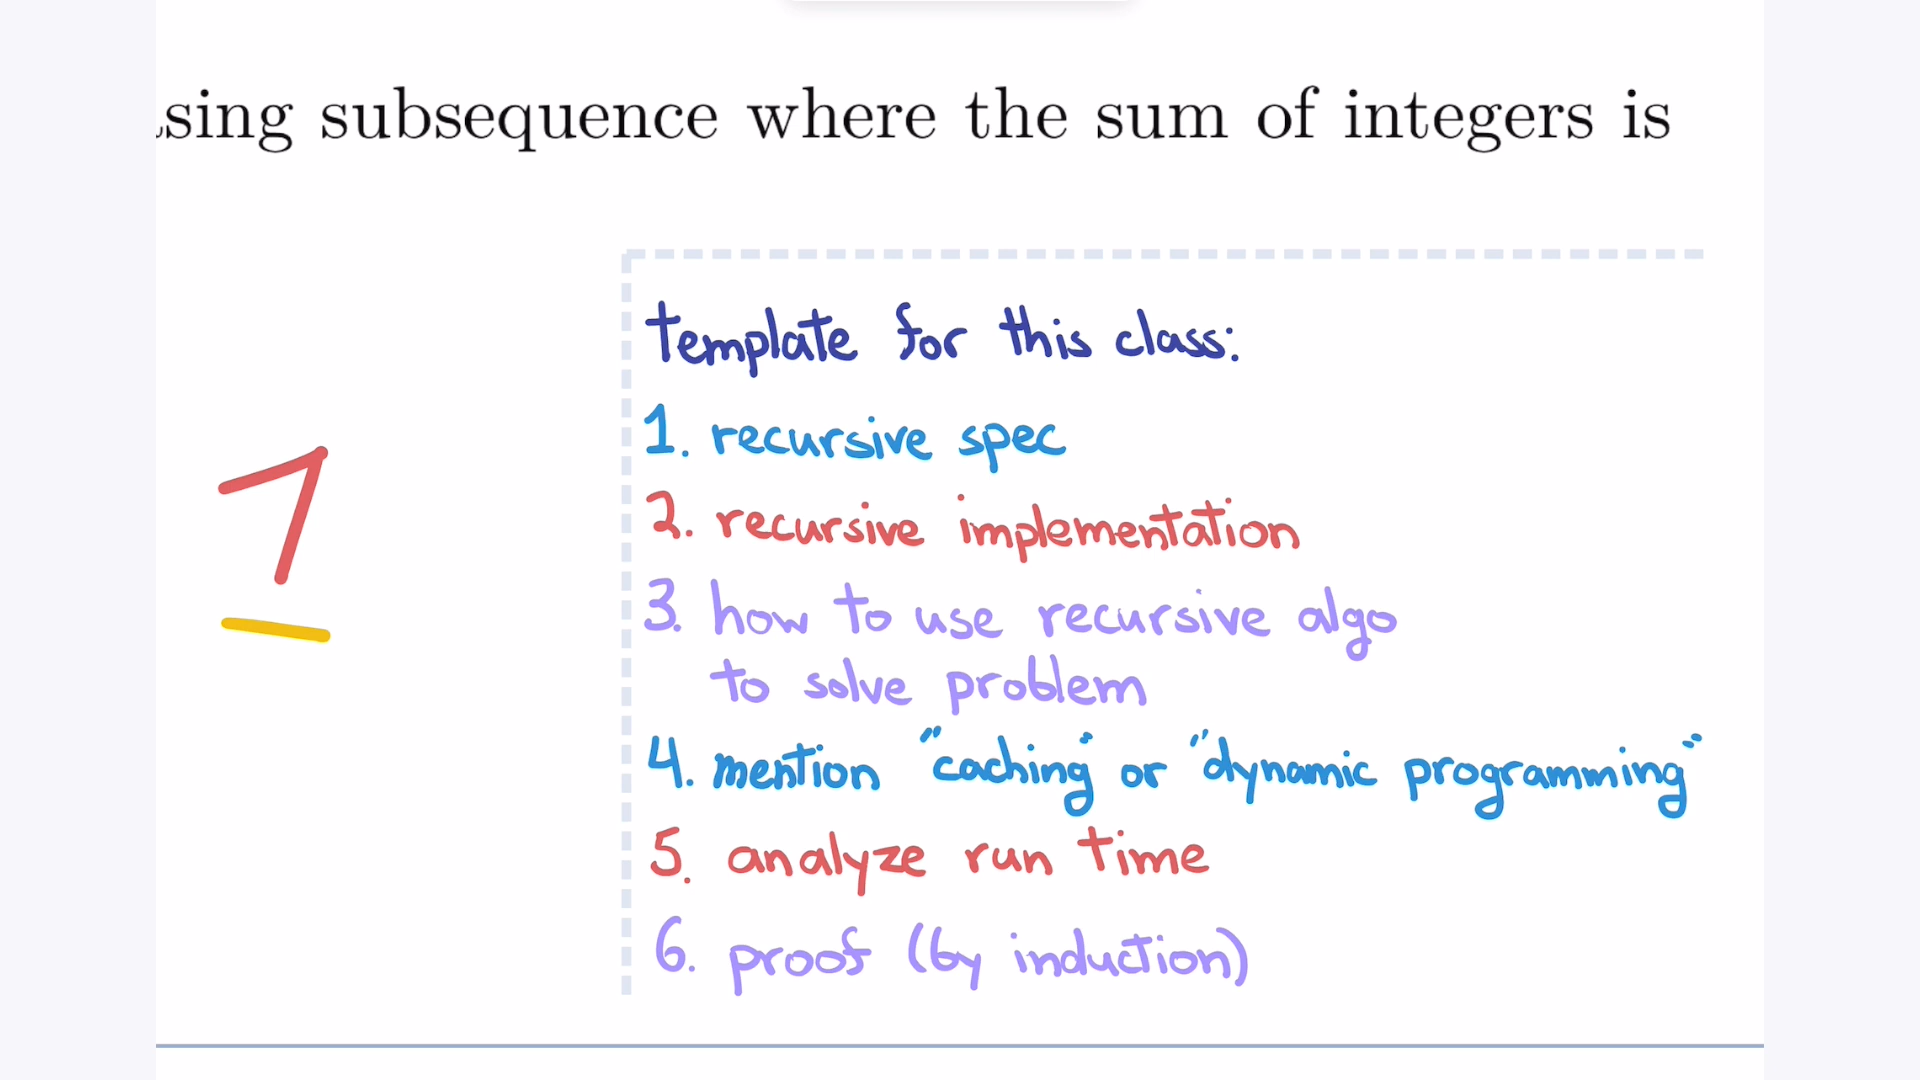 sing subsequence where the sum of integers is
template for this class:
1. recursive spec
2. recursive implementation
1
3. how to use recursive algo
to solve problem
4. mention "caching" or "dynamic programming"
5. analyze run time
6. proof (by induction)